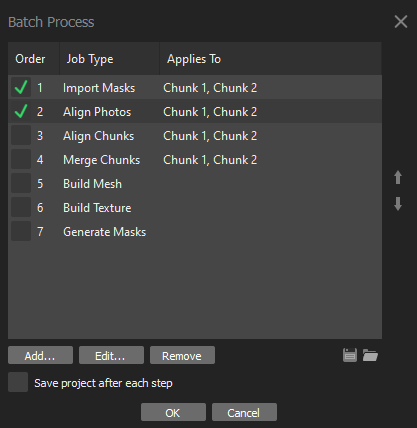 Batch Process
Order Job Type Applies To
1 Import Masks Chunk 1, Chunk 2
2 Align Photos Chunk 1, Chunk 2
3 Align Chunks Chunk 1, Chunk 2
4 Merge Chunks Chunk 1, Chunk 2
5 Build Mesh
6 Build Texture
7 Generate Masks
Add... Edit... Remove
Save project after each step
OK Cancel